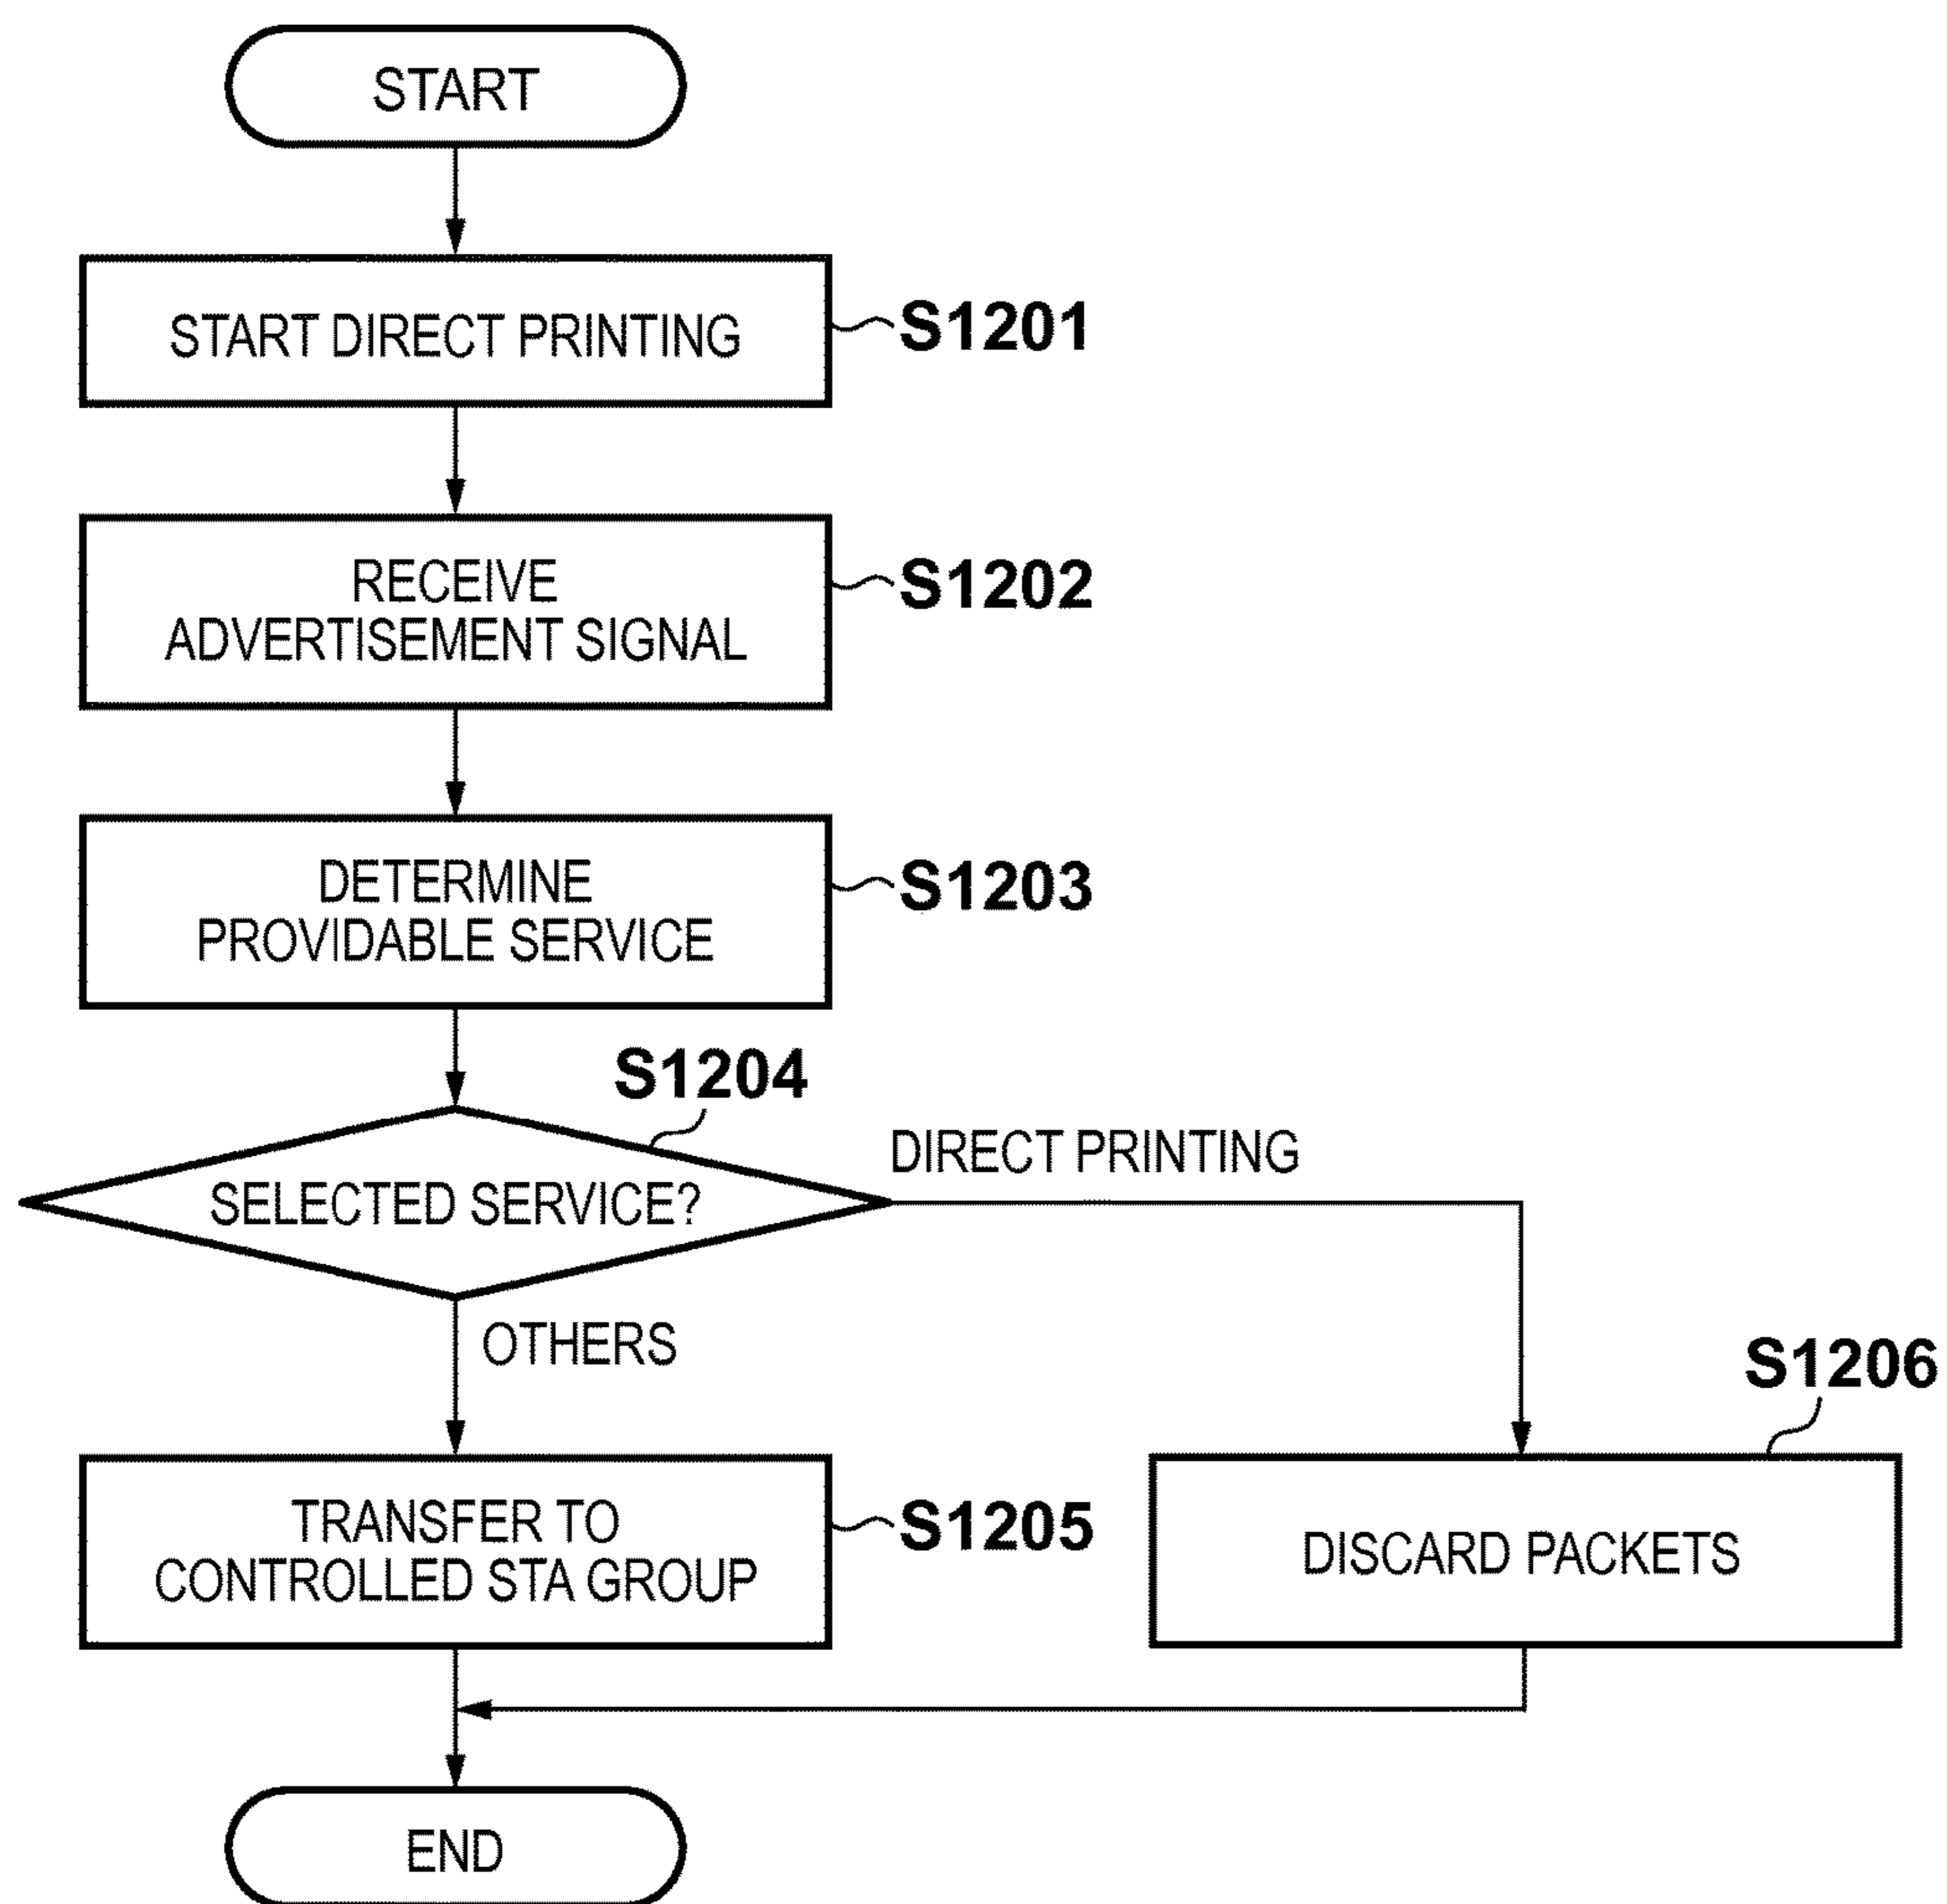 START
START DIRECT PRINTING
S1201
RECEIVE
ADVERTISEMENT SIGNAL
S1202
DETERMINE
PROVIDABLE SERVICE
S1203
S1204
SELECTED SERVICE?
DIRECT PRINTING
OTHERS
TRANSFER TO
CONTROLLED STA GROUP
S1205
S1206
DISCARD PACKETS
END